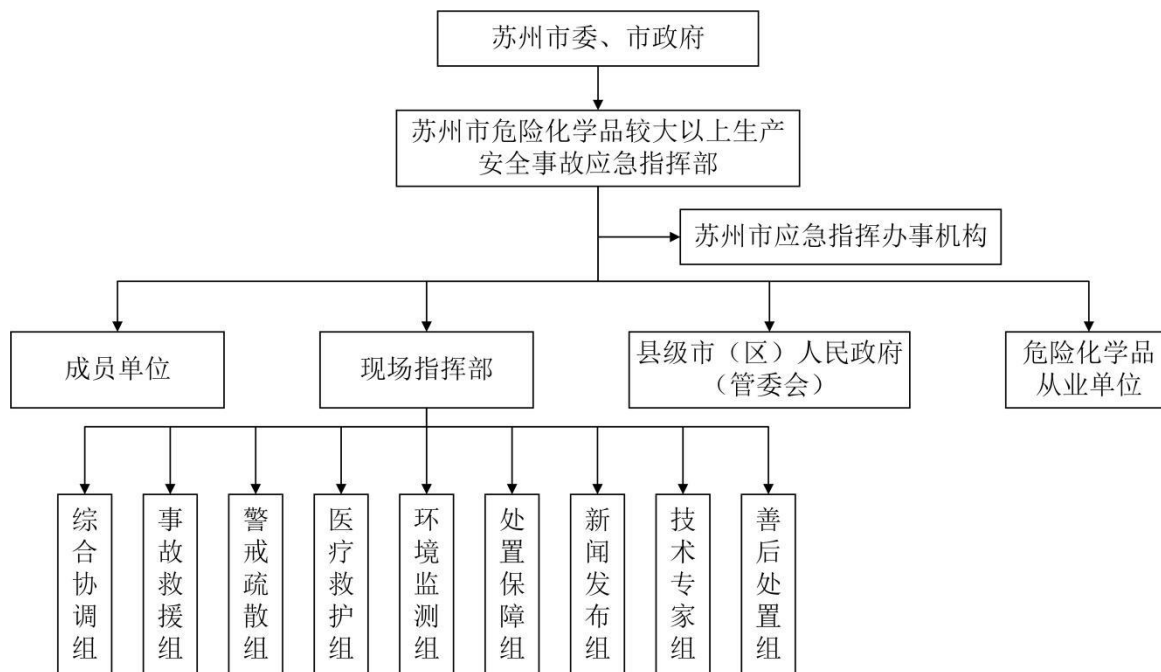 苏州市委、市政府
苏州市危险化学品较大以上生产
安全事故应急指挥部
苏州市应急指挥办事机构
成员单位
现场指挥部
县级市（区）人民政府
（管委会）
危险化学品
从业单位
综合协调组
事故救援组
警戒疏散组
医疗救护组
环境监测组
处置保障组
新闻发布组
技术专家组
善后处置组